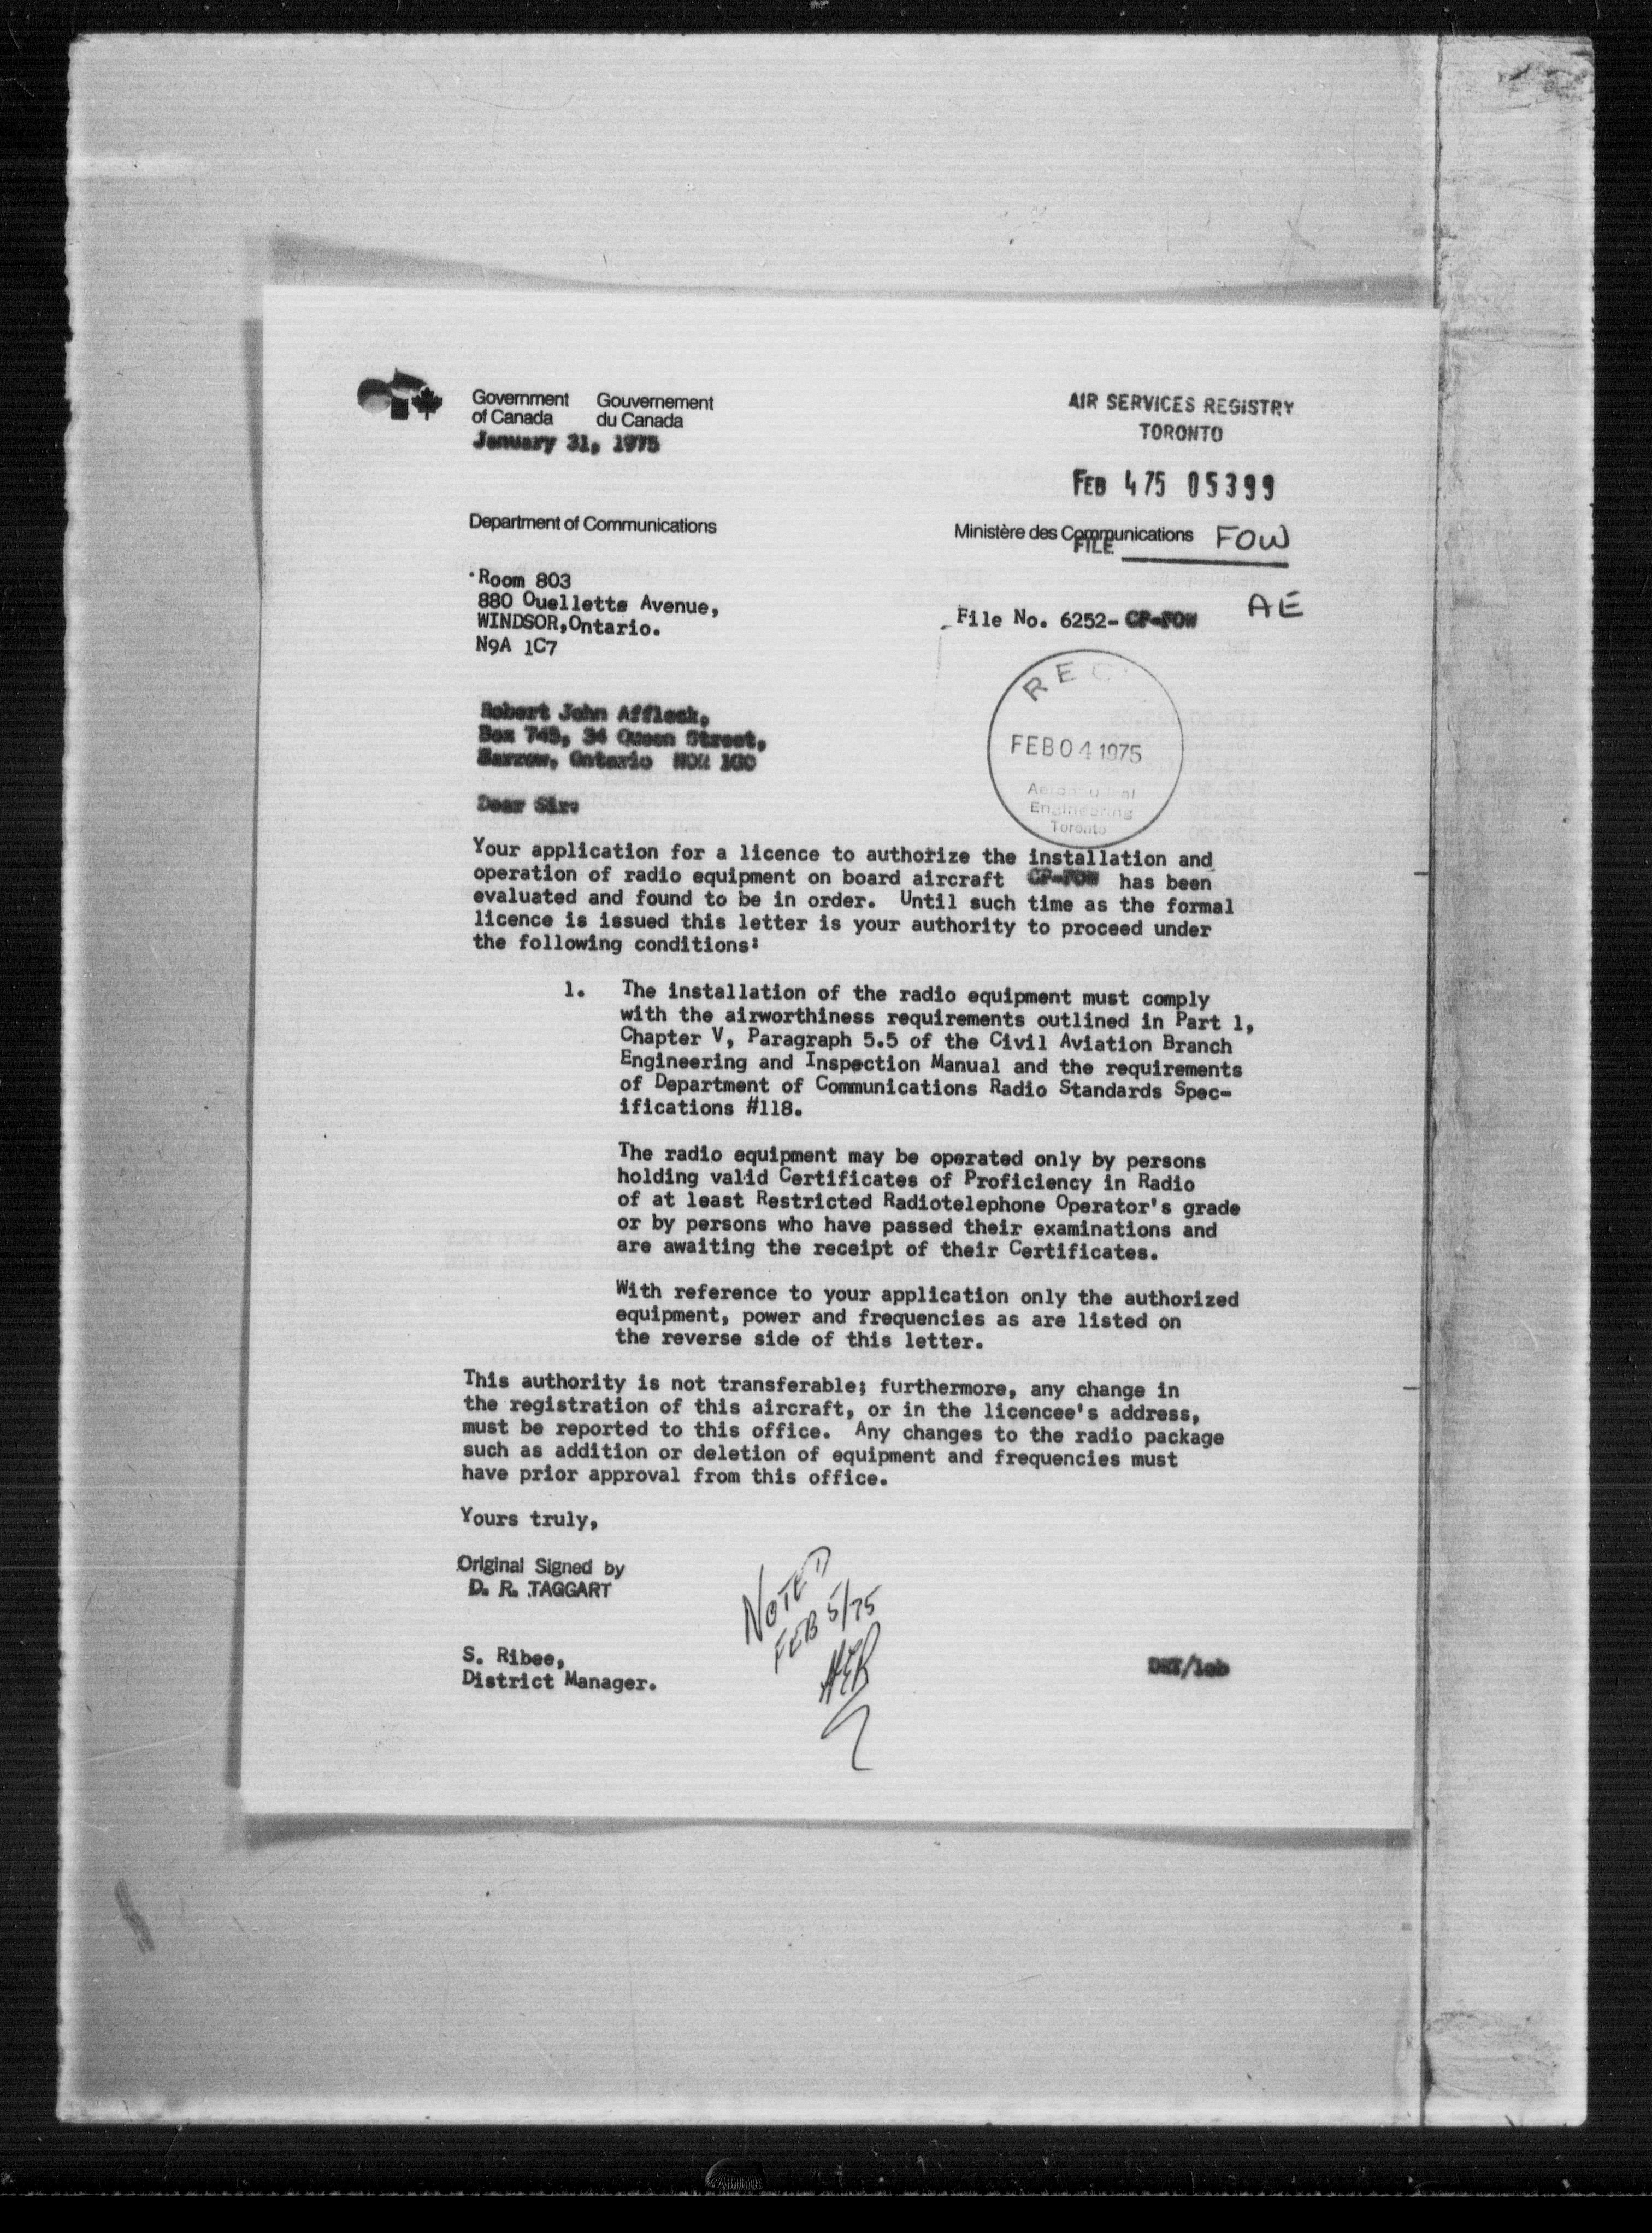 Government Gouvernement
of Canada du Canada
January 31, 1975
AIR SERVICES REGISTRY
TORONTO
FEB 4 75 05399
Department of Communications
Ministère des Communications FOW
FILE
AE
Room 803
880 Ouellette Avenue,
WINDSOR,Ontario.
N9A 1C7
File No. 6252- CF-FOW
REC
FEB 04 1975
Aeronautical
Engineering
Toronto
Robert John Affleck,
Box 745, 34 Queen Street,
Harrow, Ontario N0R 1G0
Dear Sir:
Your application for a licence to authorize the installation and
operation of radio equipment on board aircraft CF-FOW has been
evaluated and found to be in order. Until such time as the formal
licence is issued this letter is your authority to proceed under
the following conditions:
1. The installation of the radio equipment must comply
with the airworthiness requirements outlined in Part 1,
Chapter V, Paragraph 5.5 of the Civil Aviation Branch
Engineering and Inspection Manual and the requirements
of Department of Communications Radio Standards Spec-
ifications #118.
The radio equipment may be operated only by persons
holding valid Certificates of Proficiency in Radio
of at least Restricted Radiotelephone Operator's grade
or by persons who have passed their examinations and
are awaiting the receipt of their Certificates.
With reference to your application only the authorized
equipment, power and frequencies as are listed on
the reverse side of this letter.
This authority is not transferable; furthermore, any change in
the registration of this aircraft, or in the licencee's address,
must be reported to this office. Any changes to the radio package
such as addition or deletion of equipment and frequencies must
have prior approval from this office.
Yours truly,
Original Signed by
D. R. TAGGART
NOTED
FEB 5/75
S. Ribee,
District Manager.